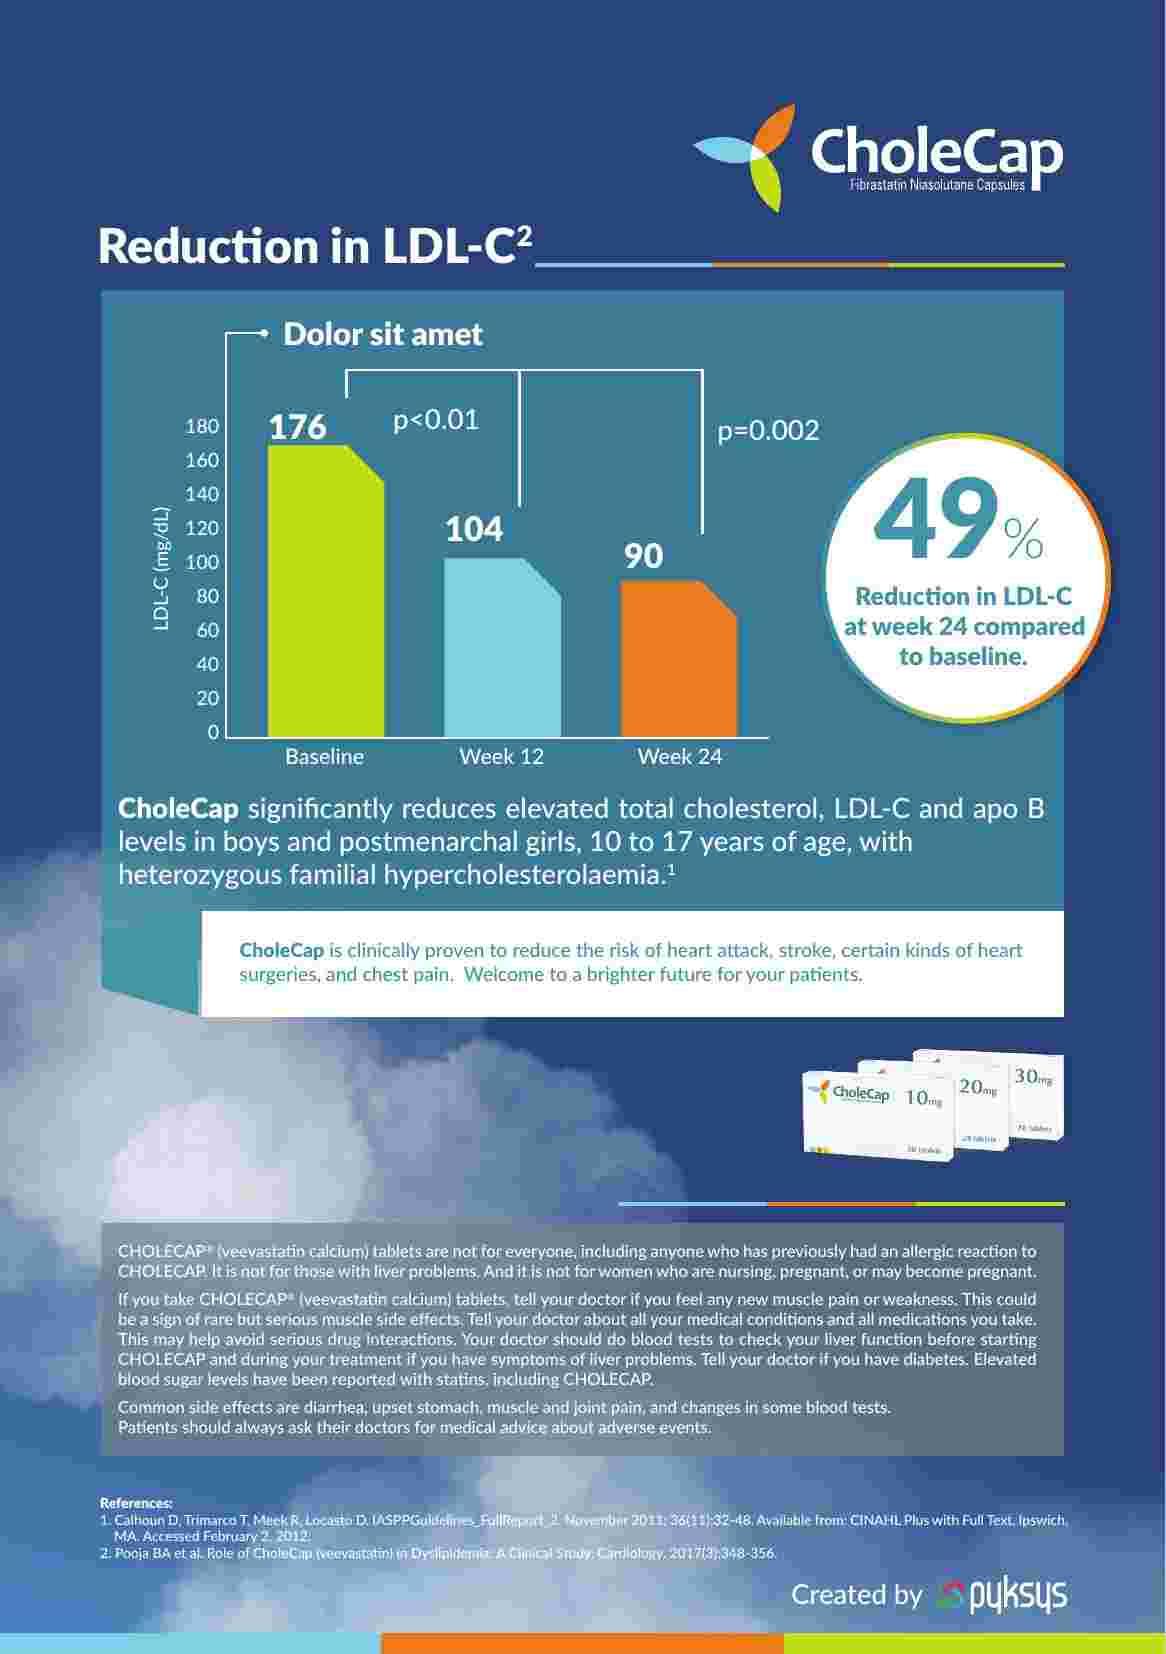 CholeCap
Fibrastatin Niasolutane Capsules
Reduction in LDL-C²
Dolor sit amet
176
p<0.01
p=0.002
104
90
180
160
140
120
100
80
60
40
20
0
LDL-C (mg/dL)
Baseline
Week 12
Week 24
49%
Reduction in LDL-C
at week 24 compared
to baseline.
CholeCap significantly reduces elevated total cholesterol, LDL-C and apo B
levels in boys and postmenarchal girls, 10 to 17 years of age, with
heterozygous familial hypercholesterolaemia.¹
CholeCap is clinically proven to reduce the risk of heart attack, stroke, certain kinds of heart
surgeries, and chest pain. Welcome to a brighter future for your patients.
CholeCap 10mg
20mg
30mg
28 tablets
CHOLECAP® (veevastatin calcium) tablets are not for everyone, including anyone who has previously had an allergic reaction to
CHOLECAP. It is not for those with liver problems. And it is not for women who are nursing, pregnant, or may become pregnant.
If you take CHOLECAP® (veevastatin calcium) tablets, tell your doctor if you feel any new muscle pain or weakness. This could
be a sign of rare but serious muscle side effects. Tell your doctor about all your medical conditions and all medications you take.
This may help avoid serious drug interactions. Your doctor should do blood tests to check your liver function before starting
CHOLECAP and during your treatment if you have symptoms of liver problems. Tell your doctor if you have diabetes. Elevated
blood sugar levels have been reported with statins, including CHOLECAP.
Common side effects are diarrhea, upset stomach, muscle and joint pain, and changes in some blood tests.
Patients should always ask their doctors for medical advice about adverse events.
References:
1. Calhoun D, Trimarco T, Meek R, Locasto D. IASPPGuidelines_FullReport_2. November 2011; 36(11):32-48. Available from: CINAHL Plus with Full Text, Ipswich,
MA. Accessed February 2, 2012.
2. Pooja BA et al. Role of CholeCap (veevastatin) in Dyslipidemia: A Clinical Study; Cardiology, 2017(3):348-356.
Created by pyksys